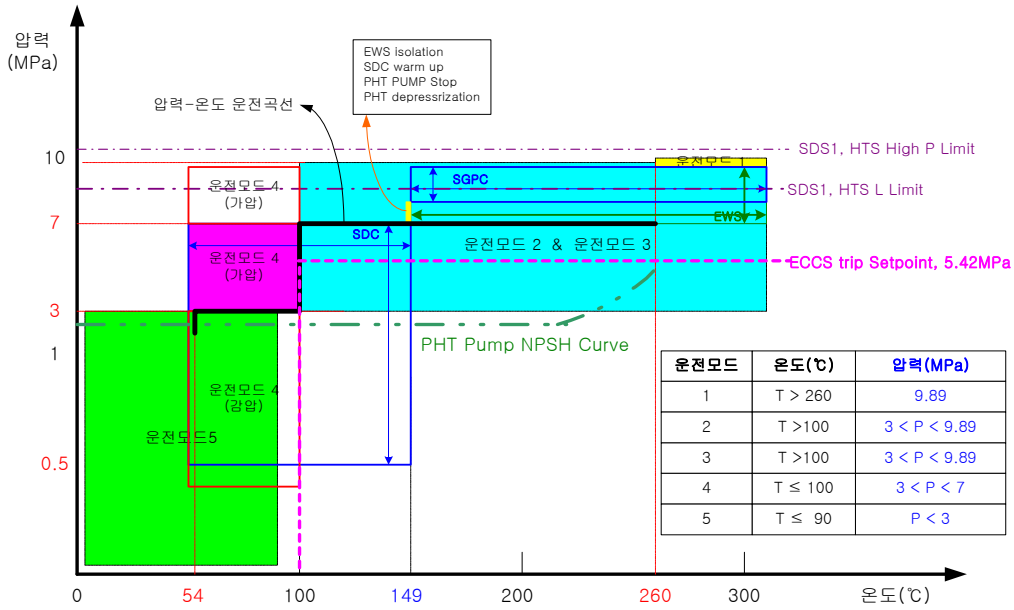 압력
(MPa)
EWS isolation
SDC warm up
PHT PUMP Stop
PHT depressrization
압력-온도 운전곡선
SDS1, HTS High P Limit
10
운전모드 1
운전모드 4
(가압)
SGPC
SDS1, HTS L Limit
EWS
7
SDC
운전모드 2 & 운전모드 3
운전모드 4
(가압)
ECCS trip Setpoint, 5.42MPa
3
PHT Pump NPSH Curve
1
운전모드 4
(감압)
운전모드5
0.5
운전모드 온도(℃) 압력(MPa)
1 T > 260 9.89
2 T >100 3 < P < 9.89
3 T >100 3 < P < 9.89
4 T ≤ 100 3 < P < 7
5 T ≤ 90 P < 3
0 54 100 149 200 260 300 온도(℃)